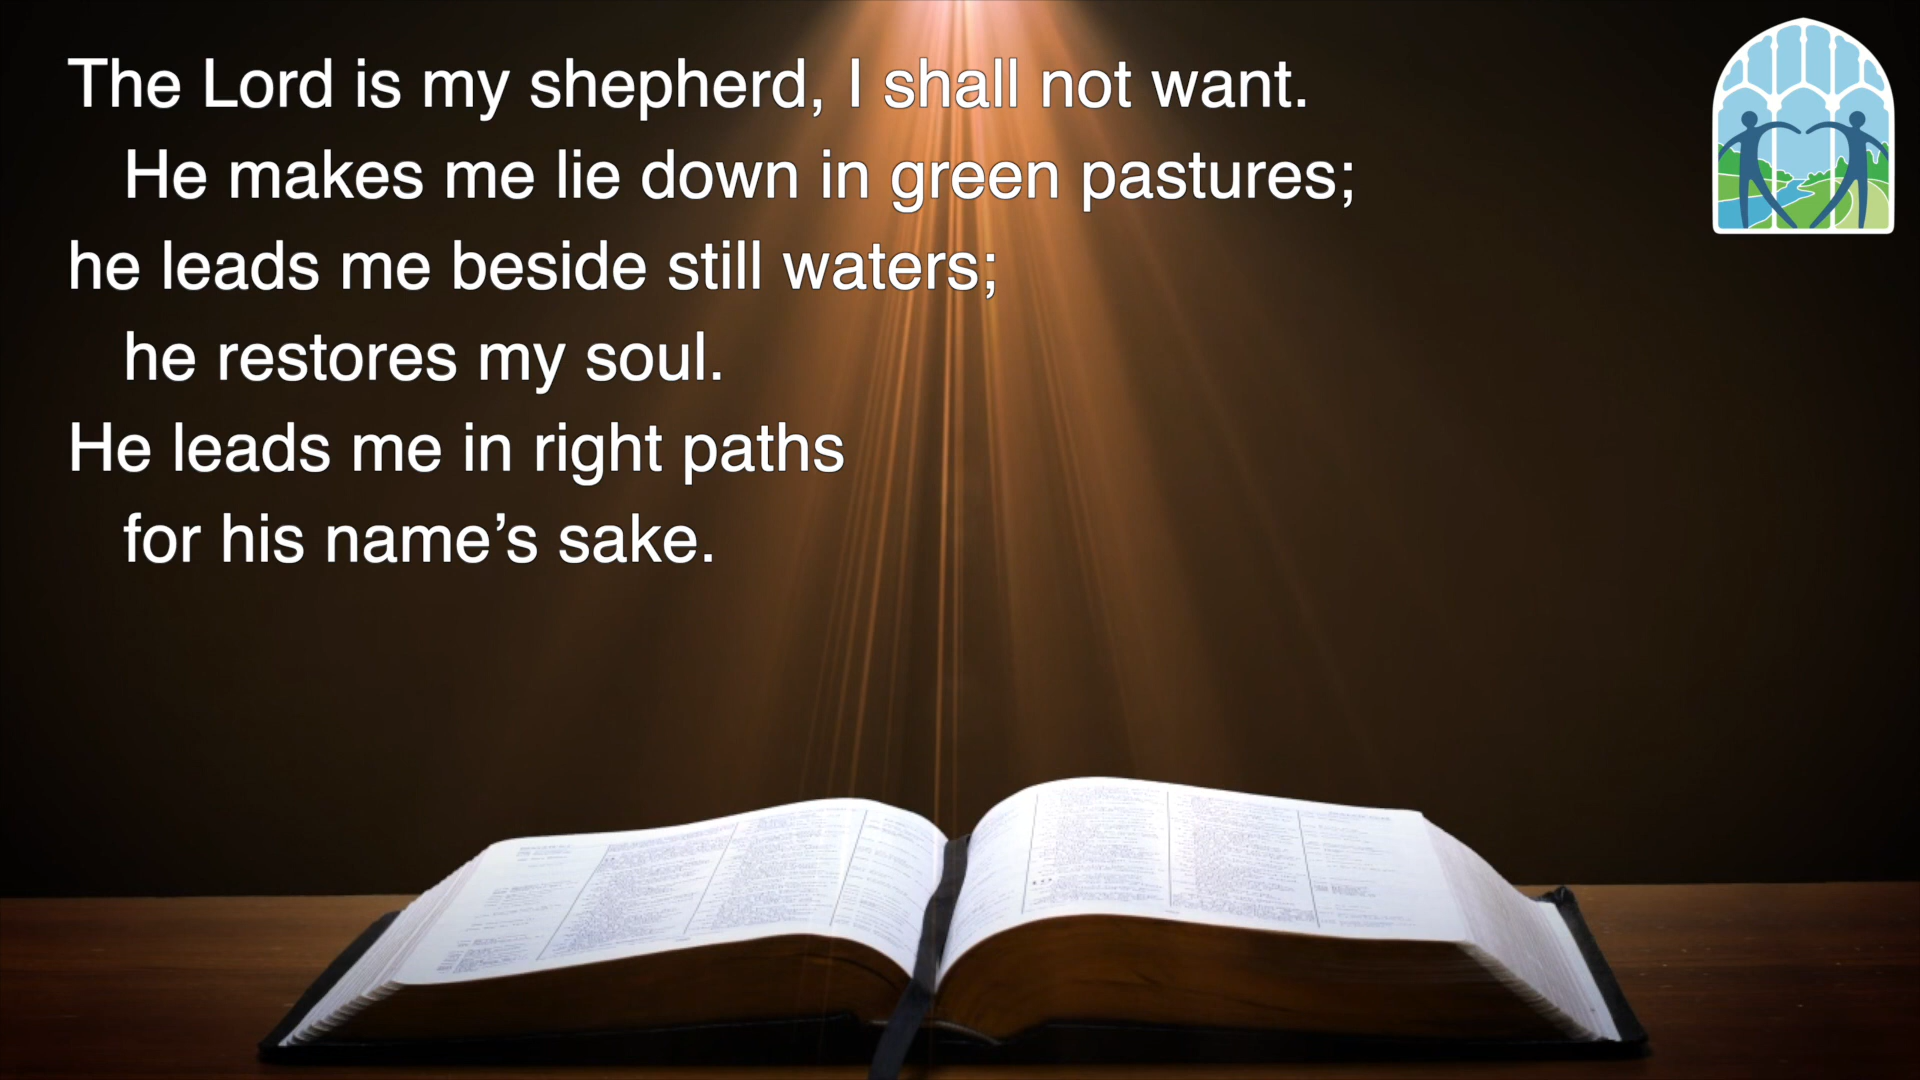 The Lord is my shepherd, I shall not want.
He makes me lie down in green pastures;
he leads me beside still waters;
he restores my soul.
He leads me in right paths
for his name’s sake.